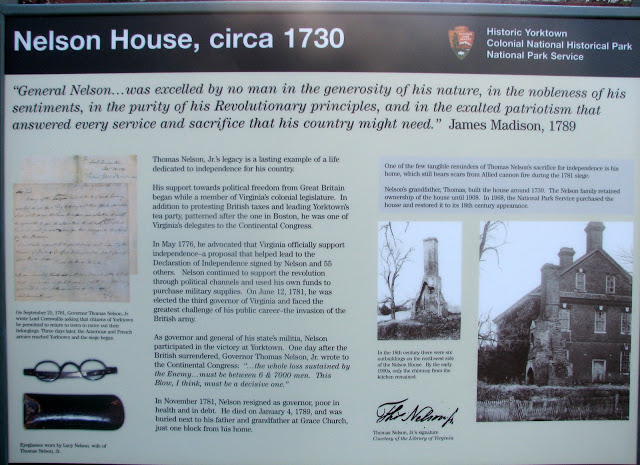 Nelson House, circa 1730
Historic Yorktown
Colonial National Historical Park
National Park Service
"General Nelson...was excelled by no man in the generosity of his nature, in the nobleness of his
sentiments, in the purity of his Revolutionary principles, and in the exalted patriotism that
answered every service and sacrifice that his country might need." James Madison, 1789
On September 25, 1781, Governor Thomas Nelson, Jr.
wrote Lord Cornwallis asking that citizens of Yorktown
be permitted to return to town to move out their
belongings. Three days later, the American and French
armies reached Yorktown and the siege began.
Eyeglasses worn by Lucy Nelson, wife of
Thomas Nelson, Jr.
Thomas Nelson, Jr.'s legacy is a lasting example of a life
dedicated to independence for his country.
His support towards political freedom from Great Britain
began while a member of Virginia's colonial legislature. In
addition to protesting British taxes and leading Yorktown's
tea party, patterned after the one in Boston, he was one of
Virginia's delegates to the Continental Congress.
In May 1776, he advocated that Virginia officially support
independence–a proposal that helped lead to the
Declaration of Independence signed by Nelson and 55
others. Nelson continued to support the revolution
through political channels and used his own funds to
purchase military supplies. On June 12, 1781, he was
elected the third governor of Virginia and faced the
greatest challenge of his public career–the invasion of the
British army.
As governor and general of his state's militia, Nelson
participated in the victory at Yorktown. One day after the
British surrendered, Governor Thomas Nelson, Jr. wrote to the
Continental Congress: "...the whole loss sustained by
the Enemy....must be between 6 & 7000 men. This
Blow, I think, must be a decisive one."
In November 1781, Nelson resigned as governor, poor in
health and in debt. He died on January 4, 1789, and was
buried next to his father and grandfather at Grace Church,
just one block from his home.
One of the few tangible reminders of Thomas Nelson's sacrifice for independence is his
home, which still bears scars from Allied cannon fire during the 1781 siege.
Nelson's grandfather, Thomas, built the house around 1730. The Nelson family retained
ownership of the house until 1908. In 1968, the National Park Service purchased the
house and restored it to its 18th century appearance.
In the 18th century there were six
outbuildings on the northwest side
of the Nelson House. By the early
1900s, only the chimney from the
kitchen remained.
Thos Nelson jr.
Thomas Nelson, Jr.'s signature
Courtesy of the Library of Virginia